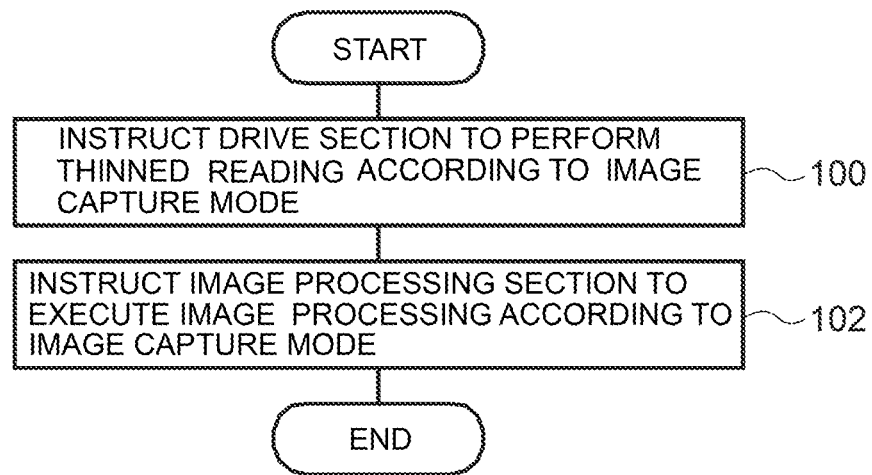 START
INSTRUCT DRIVE SECTION TO PERFORM
THINNED READING ACCORDING TO IMAGE
CAPTURE MODE
100
INSTRUCT IMAGE PROCESSING SECTION TO
EXECUTE IMAGE PROCESSING ACCORDING TO
IMAGE CAPTURE MODE
102
END